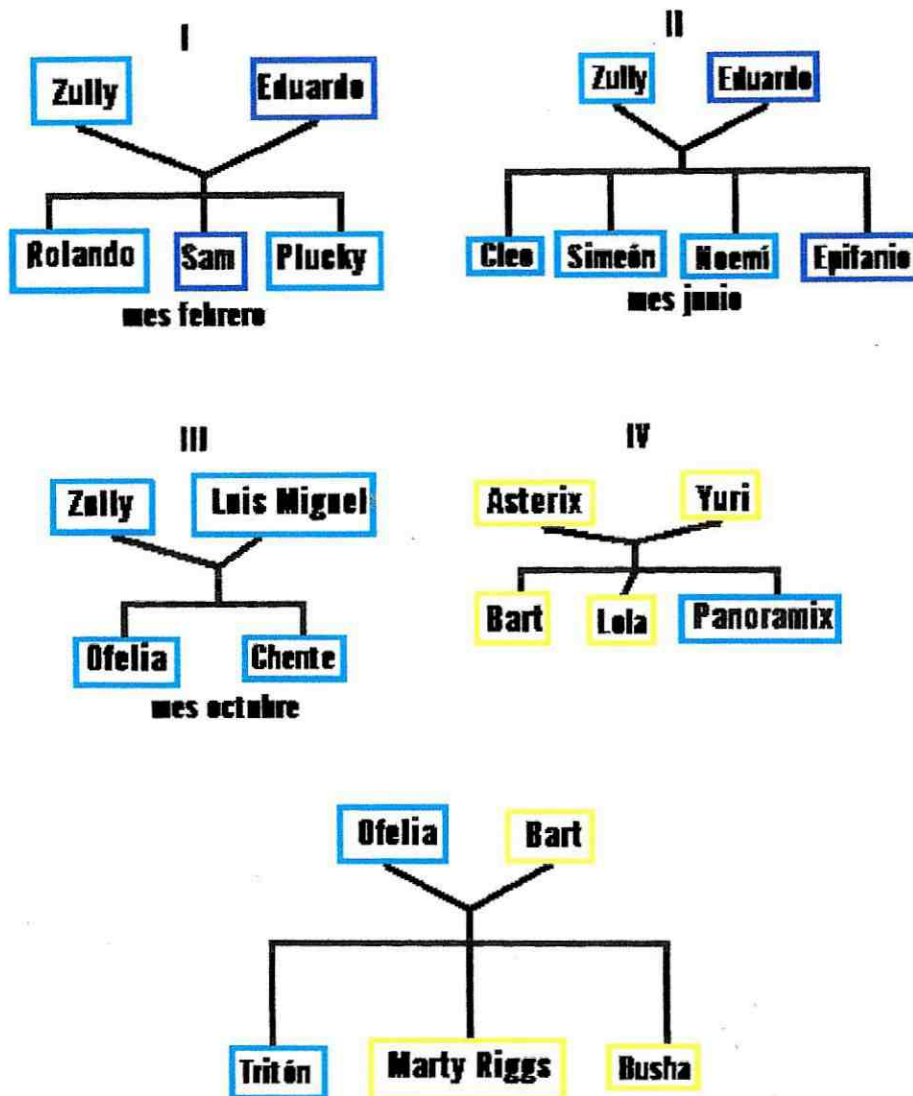 I
II
Zully
Eduardo
Zully
Eduardo
Rolando
Sam
Plucky
Cleo
Simeón
Noemí
Epifanio
mes febrero
mes junio
III
IV
Zully
Luis Miguel
Asterix
Yuri
Bart
Lola
Panoramix
Ofelia
Chente
mes octubre
Ofelia
Bart
Tritón
Marty Riggs
Busha